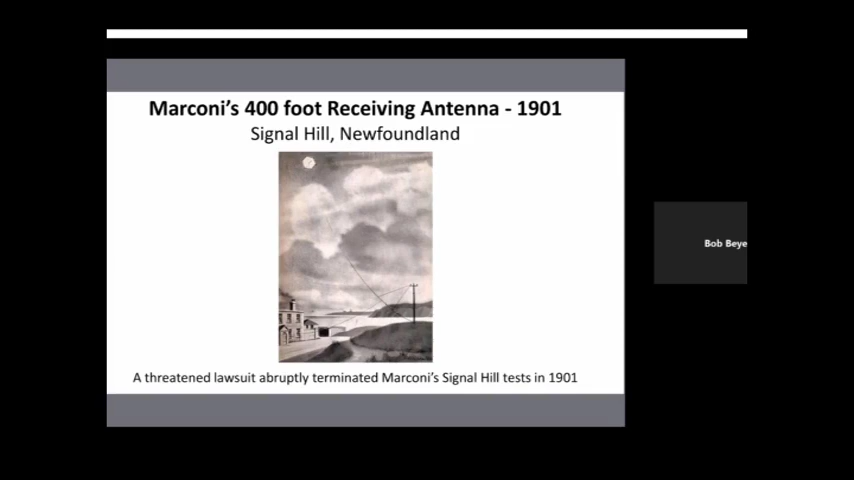 Marconi’s 400 foot Receiving Antenna - 1901
Signal Hill, Newfoundland
Bob Beye
A threatened lawsuit abruptly terminated Marconi’s Signal Hill tests in 1901